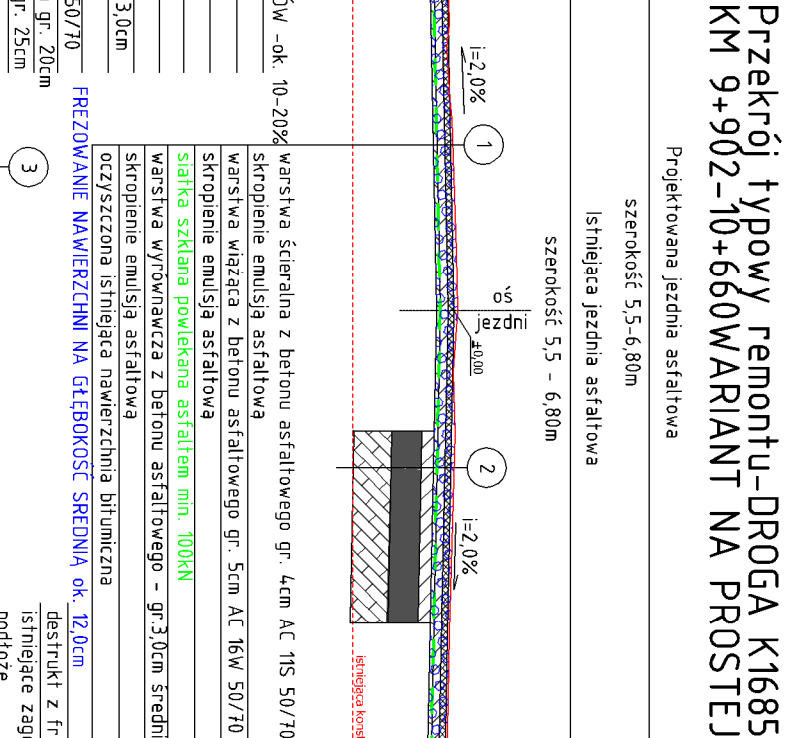 Przekrój typowy remontu-DROGA K1685
KM 9+902-10+660WARIANT NA PROSTEJ
Projektowana jezdnia asfaltowa
szerokość 5,5-6,80m
Istniejąca jezdnia asfaltowa
szerokość 5,5 - 6,80m
i=2,0%
1
oś
jezdni
±0,00
2
i=2,0%
-ok. 10-20%
warstwa ścieralna z betonu asfaltowego gr. 4cm AC 11S 50/70
skropienie emulsją asfaltową
warstwa wiążąca z betonu asfaltowego gr. 5cm AC 16W 50/70
skropienie emulsją asfaltową
siatka szklana powlekana asfaltem min. 100kN
warstwa wyrównawcza z betonu asfaltowego - gr.3,0cm średni
skropienie emulsją asfaltową
oczyszczona istniejąca nawierzchnia bitumiczna
FREZOWANIE NAWIERZCHNI NA GŁĘBOKOŚĆ ŚREDNIĄ ok. 12,0cm
3,0cm
50/70
gr. 20cm
gr. 25cm
3
destrukt z fr
istniejące zagę
podłoże
istniejąca konst